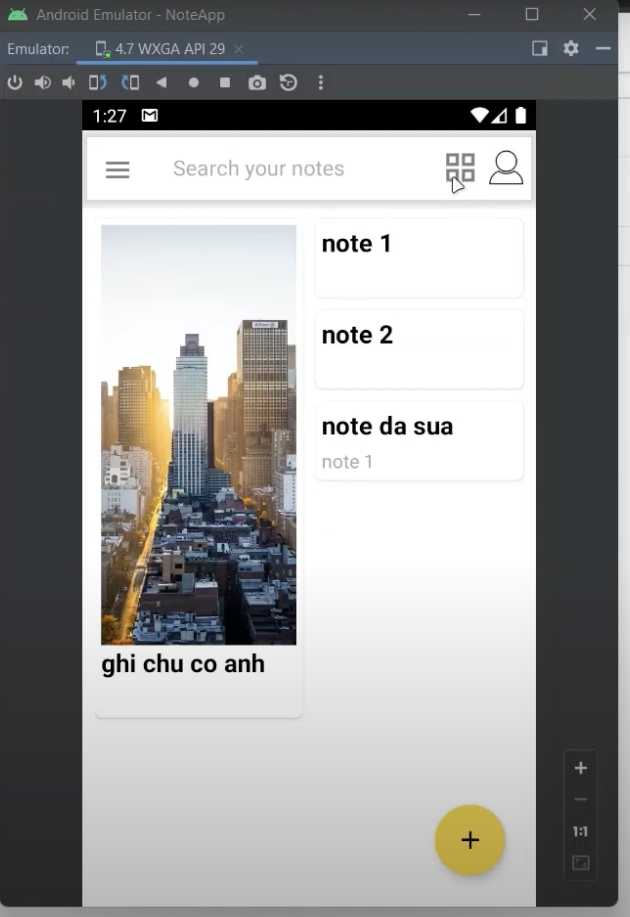 Android Emulator - NoteApp
Emulator: 4.7 WXGA API 29
1:27
Search your notes
note 1
note 2
note da sua
note 1
ghi chu co anh
+
1:1